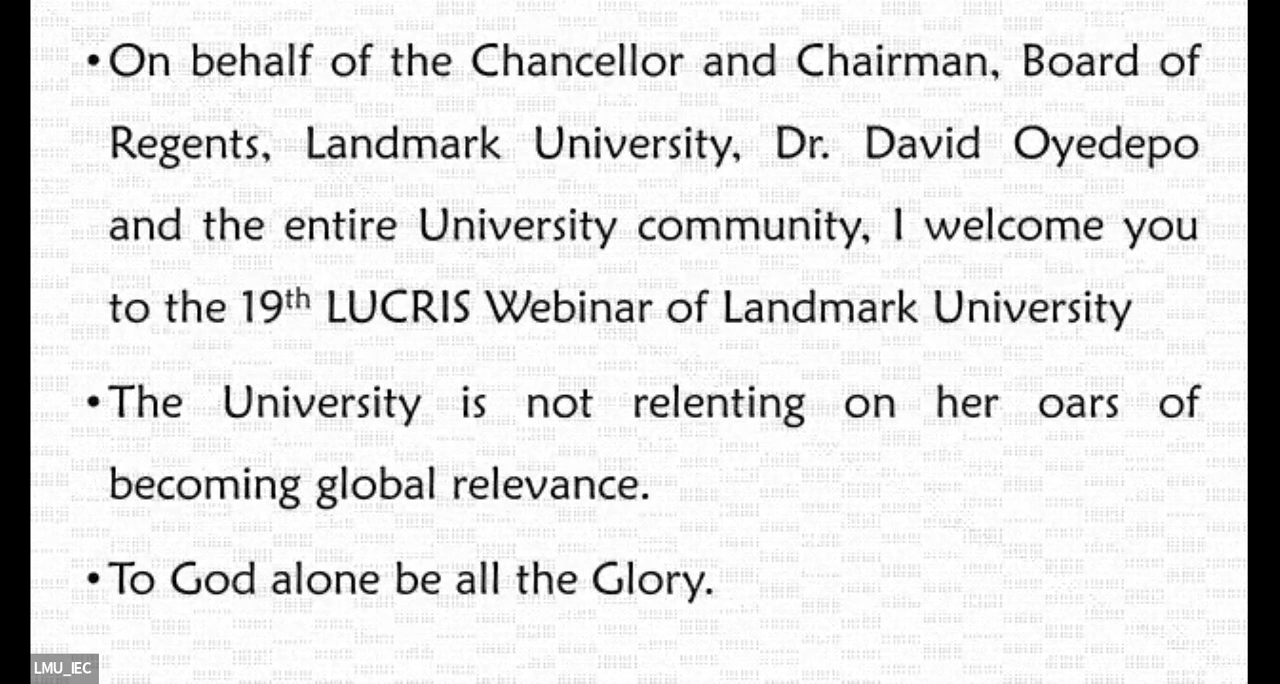 •On behalf of the Chancellor and Chairman, Board of
Regents, Landmark University, Dr. David Oyedepo
and the entire University community, I welcome you
to the 19th LUCRIS Webinar of Landmark University
•The University is not relenting on her oars of
becoming global relevance.
•To God alone be all the Glory.
LMU_IEC